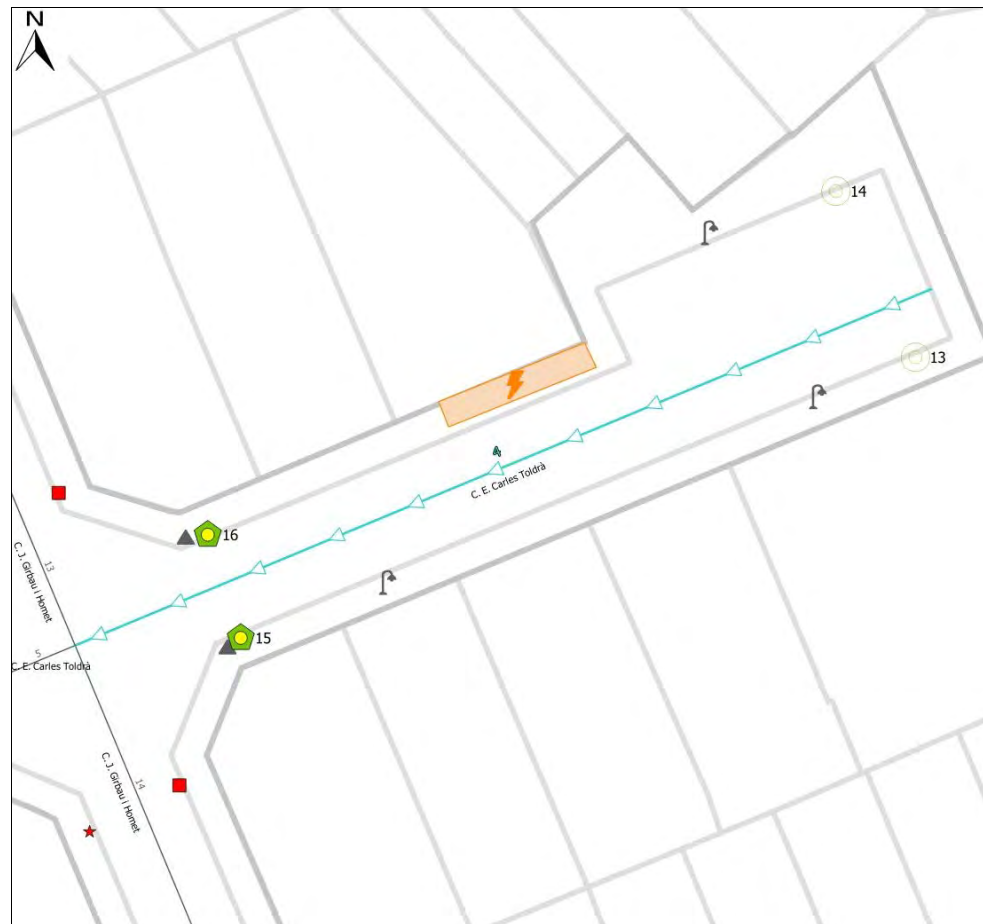 N
14
13
4
C. E. Carles Toldrà
16
13
C. J. Girbau i Homet
15
5
C. E. Carles Toldrà
14
C. J. Girbau i Homet